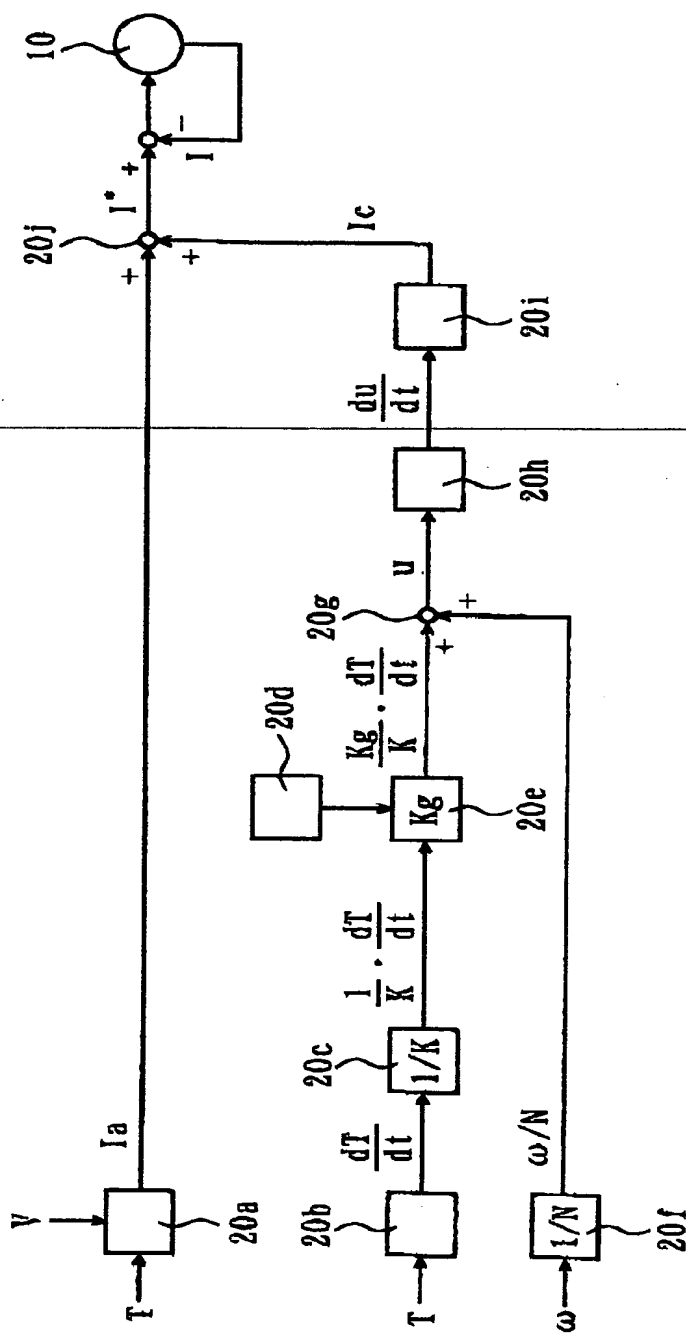 V
T
20a
Ia
+
+
20j
I*
+
−
I
10
T
20b
dT/dt
20c
1/K
1/K · dT/dt
20d
Kg
20e
Kg/K · dT/dt
+
+
20g
u
20h
du/dt
20i
Ic
ω
1/N
20f
ω/N